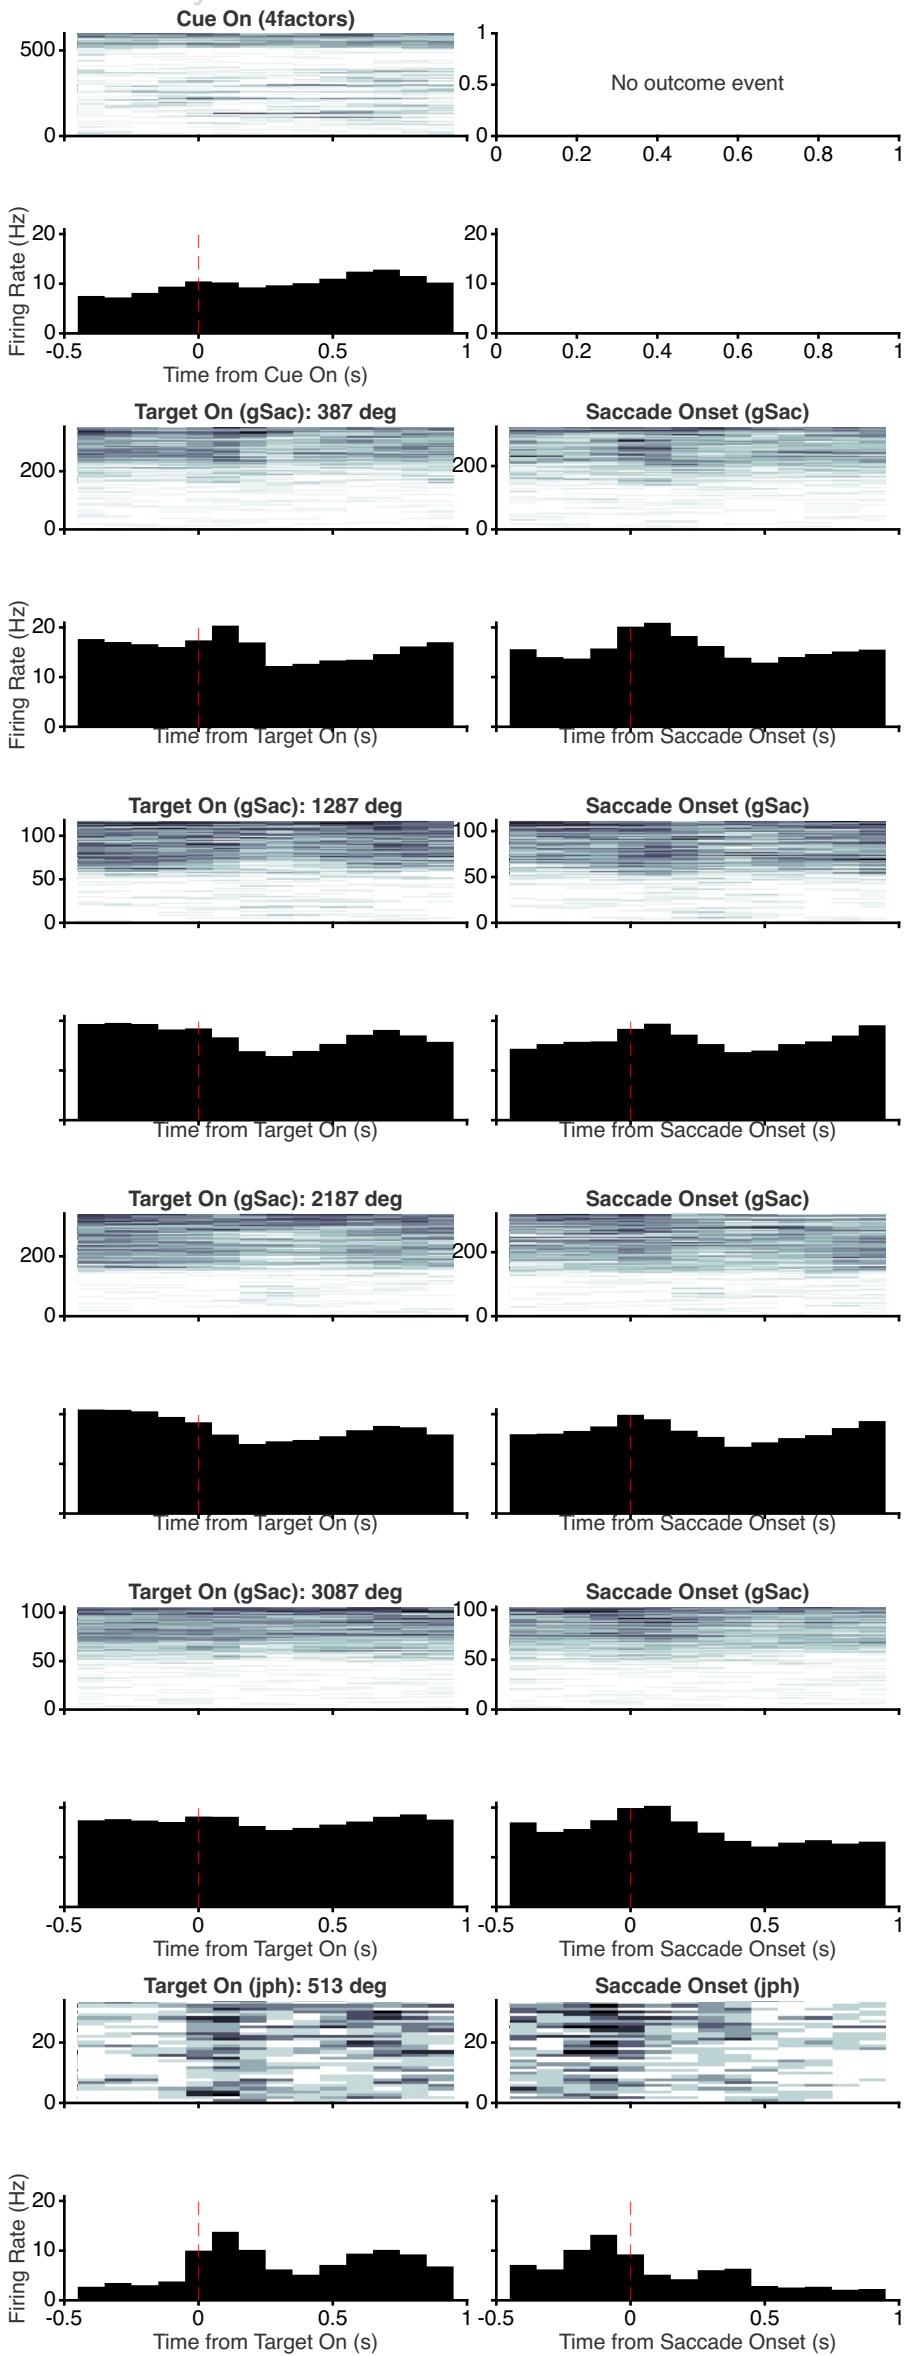 Cue On (4factors)
500
0
1
0.5
0
No outcome event
0 0.2 0.4 0.6 0.8 1
Firing Rate (Hz)
20
10
0
-0.5 0 0.5 1
Time from Cue On (s)
20
10
0
0 0.2 0.4 0.6 0.8 1
Target On (gSac): 387 deg
200
0
Saccade Onset (gSac)
200
0
Firing Rate (Hz)
20
10
0
Time from Target On (s)
Time from Saccade Onset (s)
Target On (gSac): 1287 deg
100
50
0
Saccade Onset (gSac)
100
50
0
Time from Target On (s)
Time from Saccade Onset (s)
Target On (gSac): 2187 deg
200
0
Saccade Onset (gSac)
200
0
Time from Target On (s)
Time from Saccade Onset (s)
Target On (gSac): 3087 deg
100
50
0
Saccade Onset (gSac)
100
50
0
-0.5 0 0.5 1
Time from Target On (s)
-0.5 0 0.5 1
Time from Saccade Onset (s)
Target On (jph): 513 deg
20
0
Saccade Onset (jph)
20
0
Firing Rate (Hz)
20
10
0
-0.5 0 0.5 1
Time from Target On (s)
-0.5 0 0.5 1
Time from Saccade Onset (s)